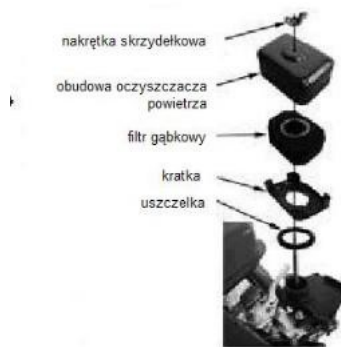 nakrętka skrzydełkowa
obudowa oczyszczacza
powietrza
filtr gąbkowy
kratka
uszczelka